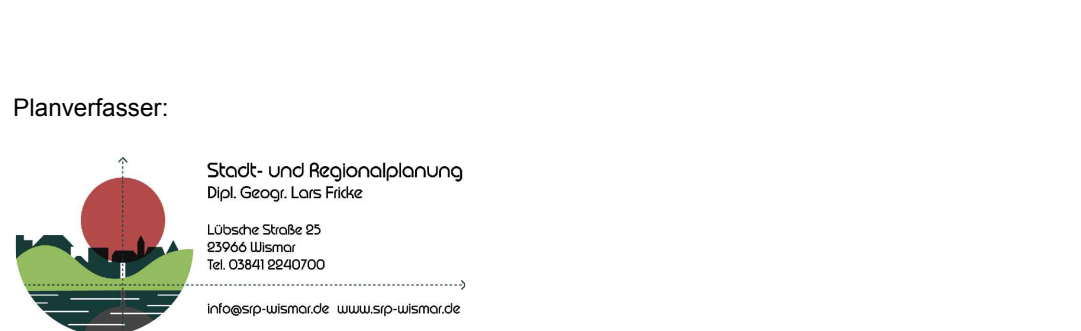 Planverfasser:
Stadt- und Regionalplanung
Dipl. Geogr. Lars Fricke
Lübsche Straße 25
23966 Wismar
Tel. 03841 2240700
info@srp-wismar.de www.srp-wismar.de